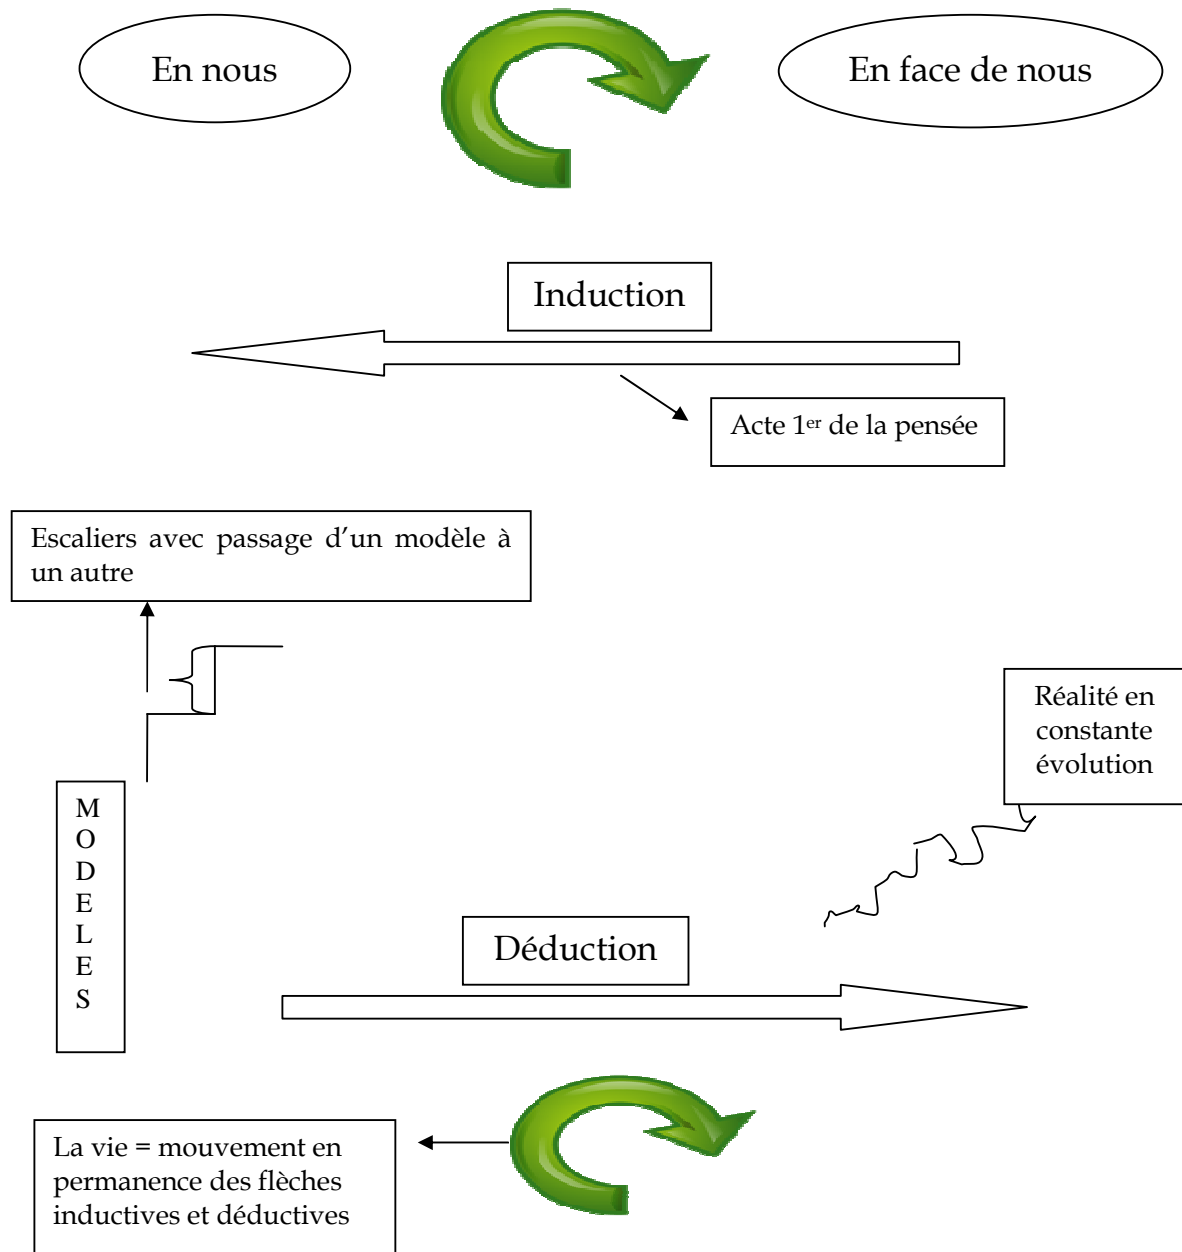 En nous
En face de nous
Induction
Acte 1er de la pensée
Escaliers avec passage d’un modèle à
un autre
Réalité en
constante
évolution
M
O
D
E
L
E
S
Déduction
La vie = mouvement en
permanence des flèches
inductives et déductives